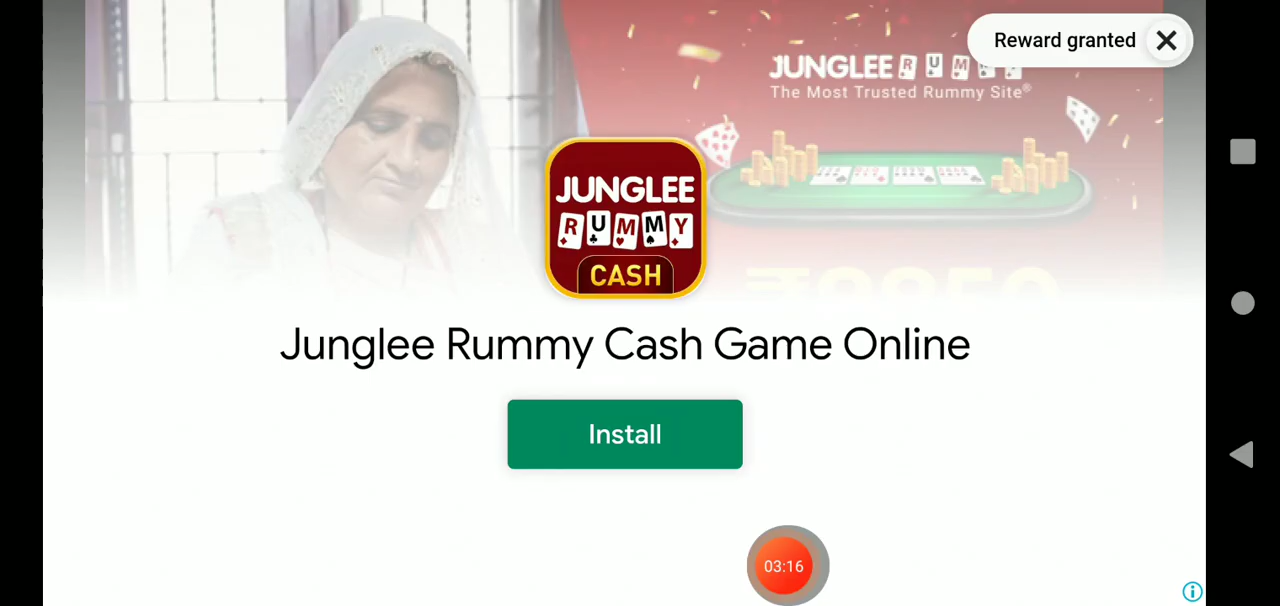 Reward granted
JUNGLEE RUMMY
The Most Trusted Rummy Site®
JUNGLEE
RUMMY
CASH
Junglee Rummy Cash Game Online
Install
03:16